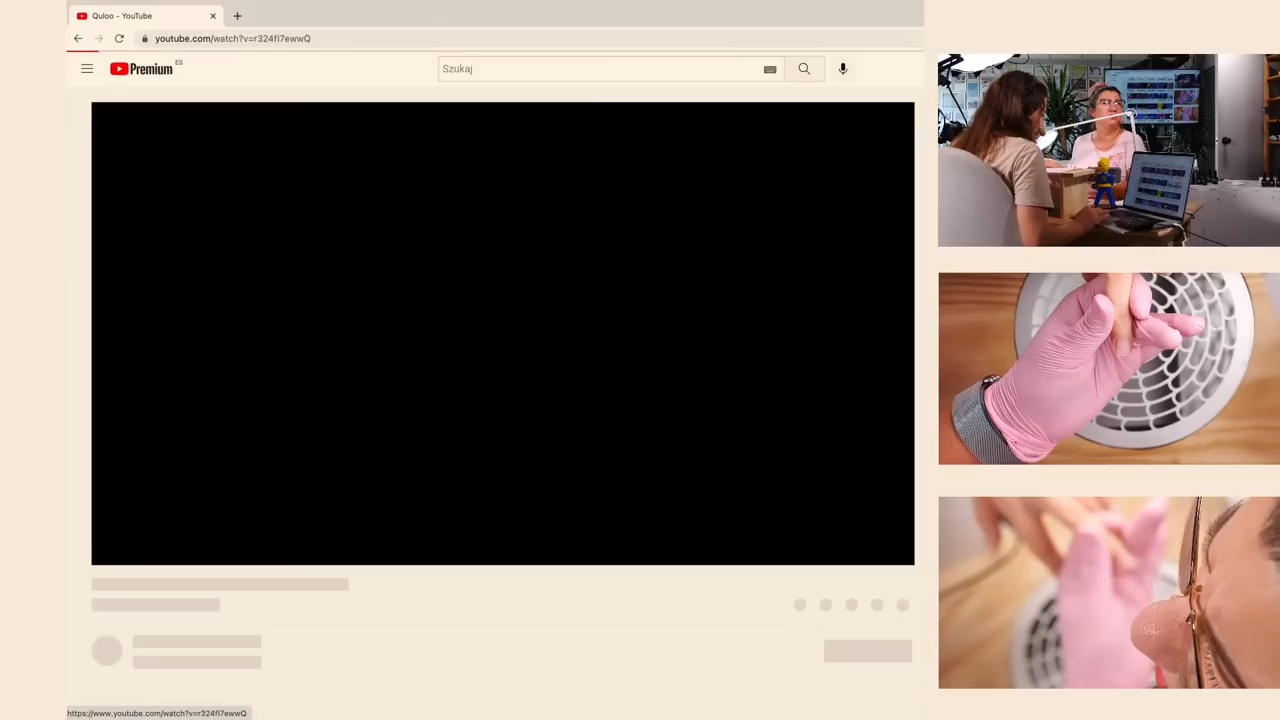 Quloo - YouTube
youtube.com/watch?v=r324fI7ewwQ
Premium ES
Szukaj
https://www.youtube.com/watch?v=r324fI7ewwQ